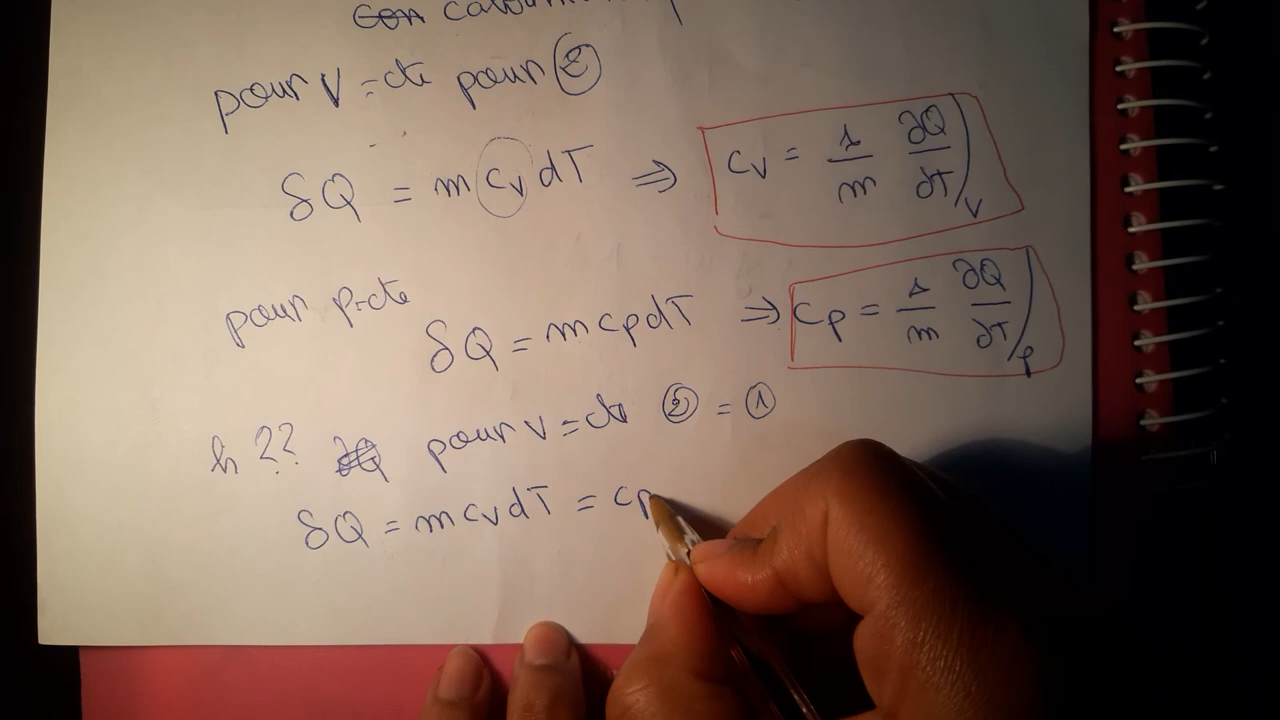 pour V = cte pour ②
δQ = m cv dT ⇒ cv = 1/m ∂Q/∂T)v
pour p=cte
δQ = m cp dT ⇒ cp = 1/m ∂Q/∂T)p
h ?? pour V = cte ② = ①
δQ = m cv dT = cp